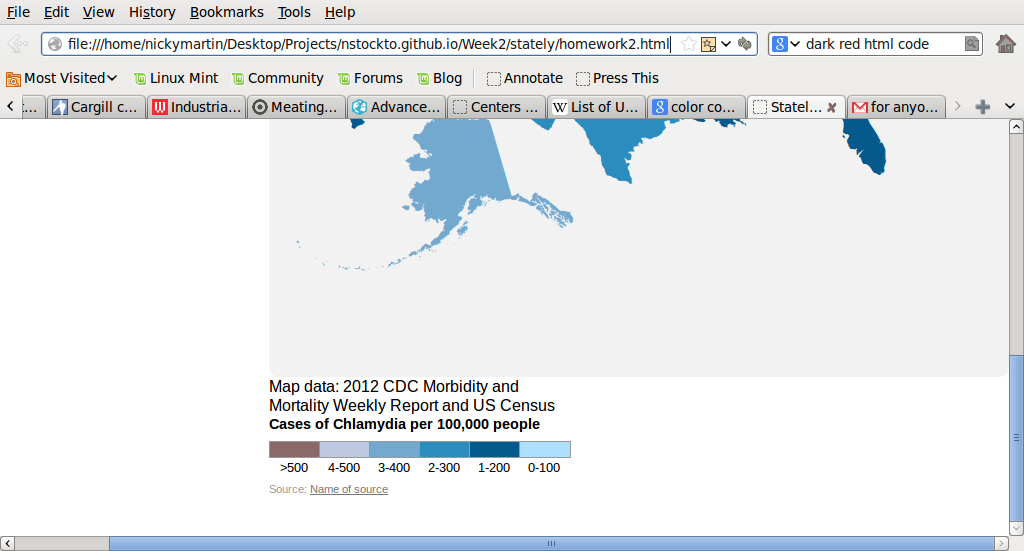 File Edit View History Bookmarks Tools Help
file:///home/nickymartin/Desktop/Projects/nstockto.github.io/Week2/stately/homework2.html dark red html code
Most Visited Linux Mint Community Forums Blog Annotate Press This
:... Cargill c... Industria... Meating... Advance... Centers ... List of U... color co... Statel... for anyo...
Map data: 2012 CDC Morbidity and
Mortality Weekly Report and US Census
Cases of Chlamydia per 100,000 people
>500 4-500 3-400 2-300 1-200 0-100
Source: Name of source